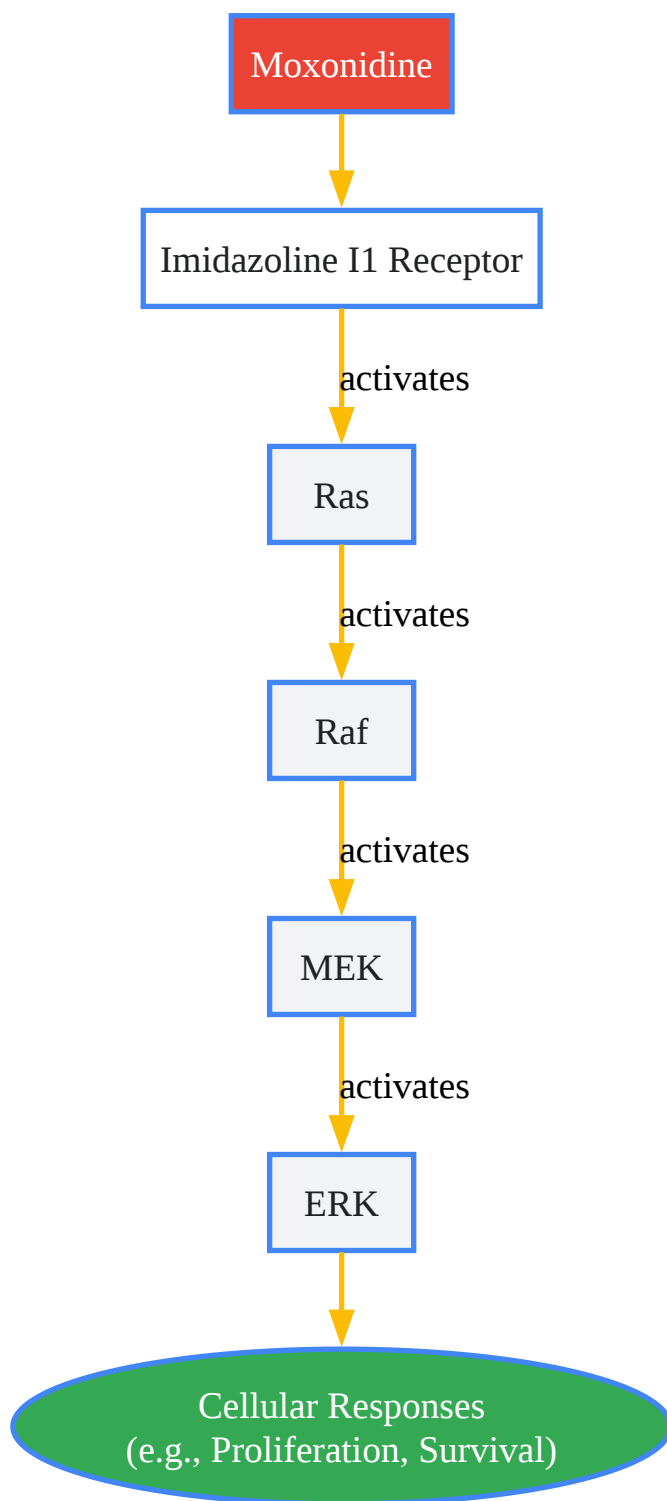 Moxonidine
Imidazoline I1 Receptor
activates
Ras
activates
Raf
activates
MEK
activates
ERK
Cellular Responses
(e.g., Proliferation, Survival)